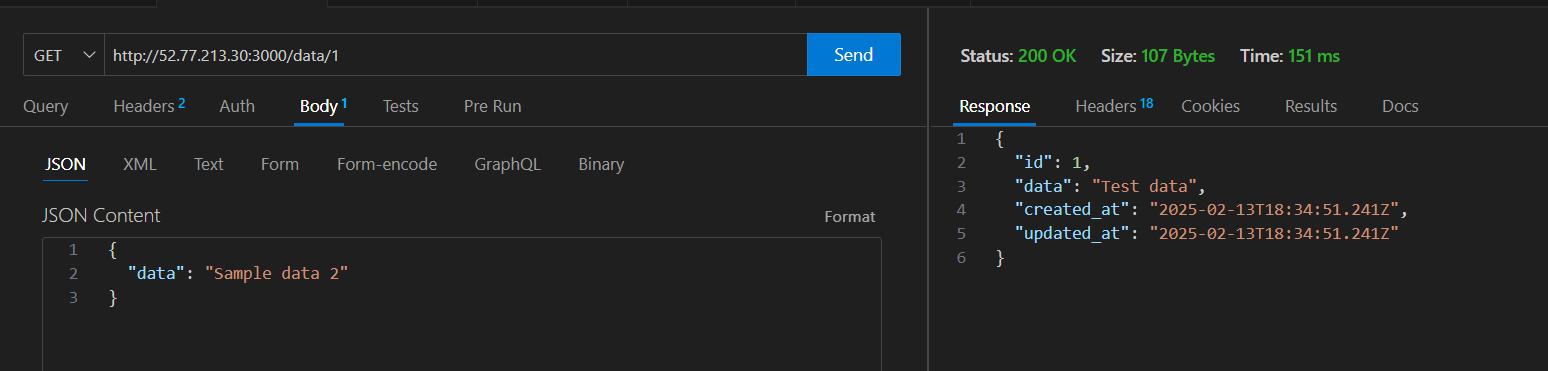 GET http://52.77.213.30:3000/data/1 Send
Query Headers 2 Auth Body 1 Tests Pre Run
JSON XML Text Form Form-encode GraphQL Binary
JSON Content Format
1 {
2 "data": "Sample data 2"
3 }
Status: 200 OK Size: 107 Bytes Time: 151 ms
Response Headers 18 Cookies Results Docs
1 {
2 "id": 1,
3 "data": "Test data",
4 "created_at": "2025-02-13T18:34:51.241Z",
5 "updated_at": "2025-02-13T18:34:51.241Z"
6 }